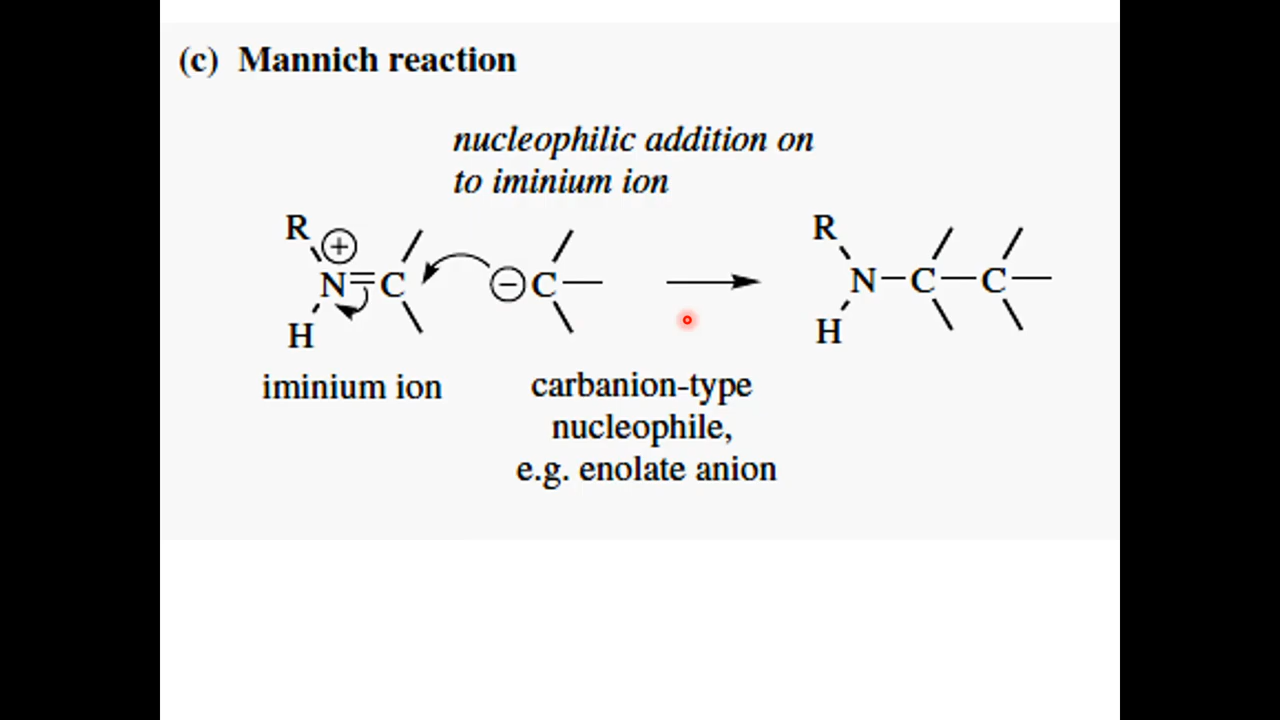 (c) Mannich reaction
nucleophilic addition on
to iminium ion
R
+
N=C
H
− C
R
N–C–C
H
iminium ion
carbanion-type
nucleophile,
e.g. enolate anion